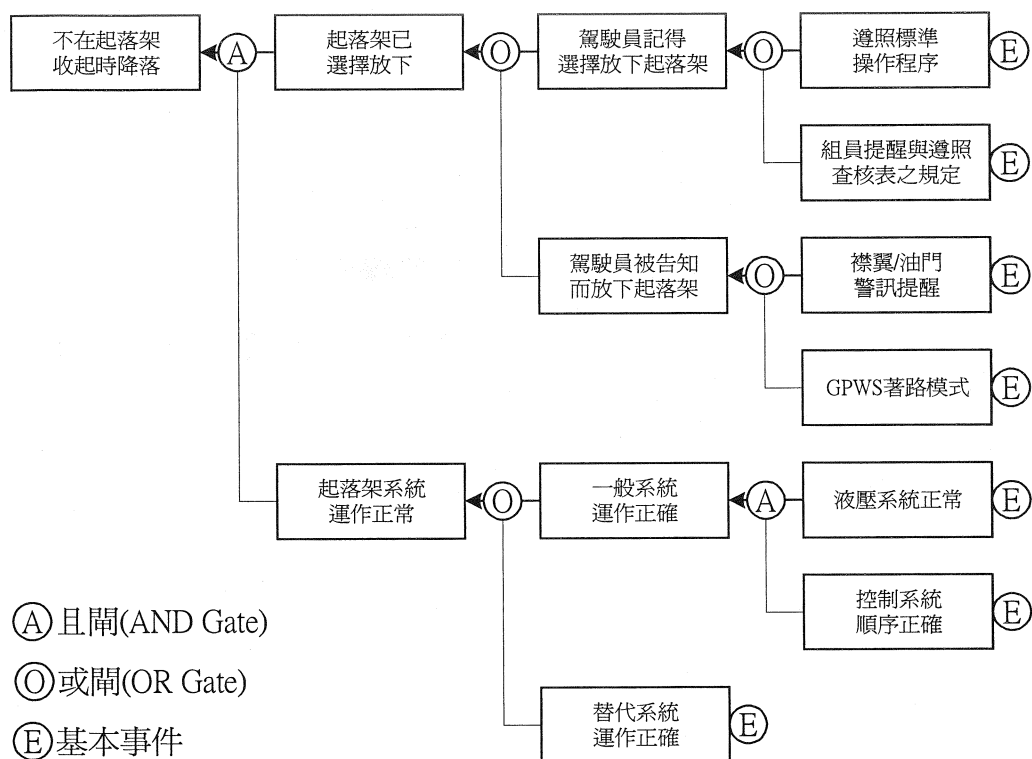 不在起落架
收起時降落
A
起落架已
選擇放下
O
駕駛員記得
選擇放下起落架
O
遵照標準
操作程序
E
組員提醒與遵照
查核表之規定
E
駕駛員被告知
而放下起落架
O
襟翼/油門
警訊提醒
E
GPWS著路模式
E
起落架系統
運作正常
O
一般系統
運作正確
A
液壓系統正常
E
控制系統
順序正確
E
替代系統
運作正確
E
A 且閘(AND Gate)
O 或閘(OR Gate)
E 基本事件